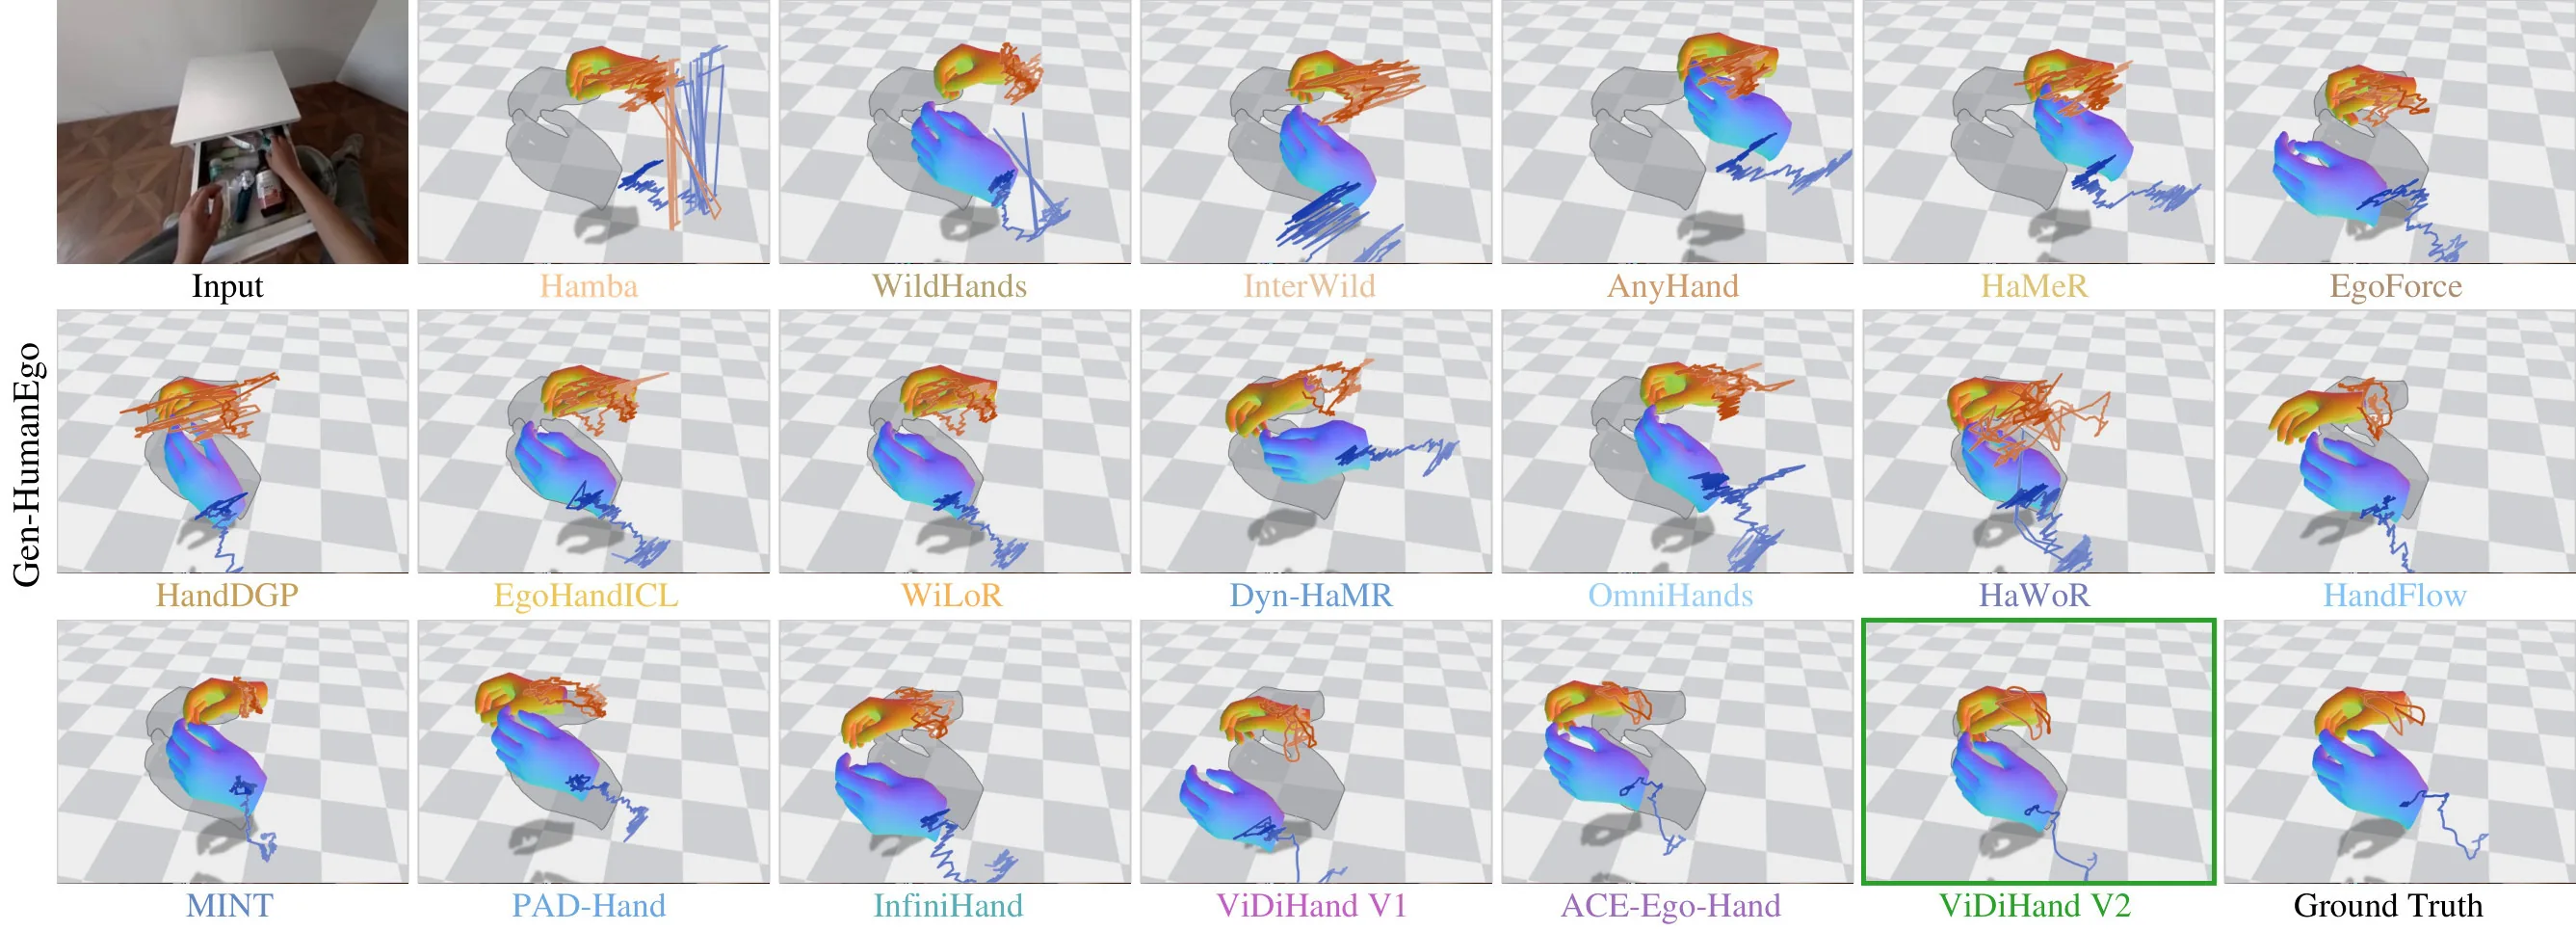 Gen-HumanEgo
Input
Hamba
WildHands
InterWild
AnyHand
HaMeR
EgoForce
HandDGP
EgoHandICL
WiLoR
Dyn-HaMR
OmniHands
HaWoR
HandFlow
MINT
PAD-Hand
InfiniHand
ViDiHand V1
ACE-Ego-Hand
ViDiHand V2
Ground Truth